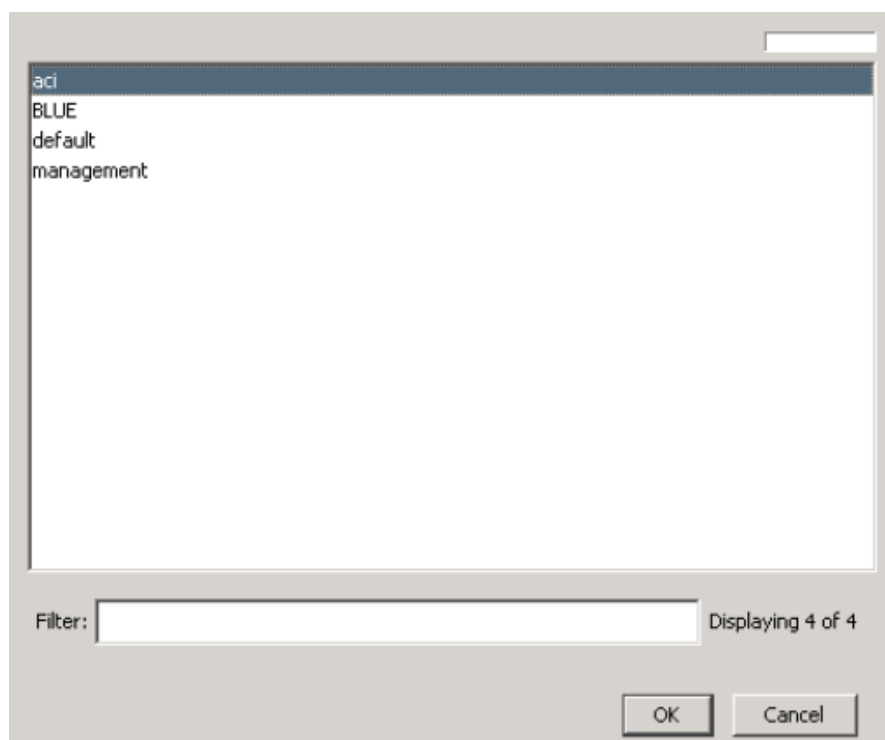 aci
BLUE
default
management
Filter: Displaying 4 of 4
OK Cancel